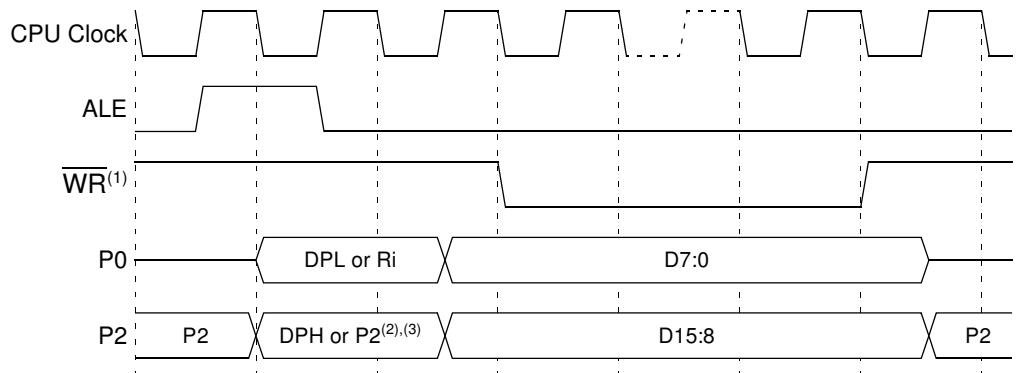 CPU Clock
ALE
WR(1)
P0 DPL or Ri D7:0
P2 P2 DPH or P2(2),(3) D15:8 P2